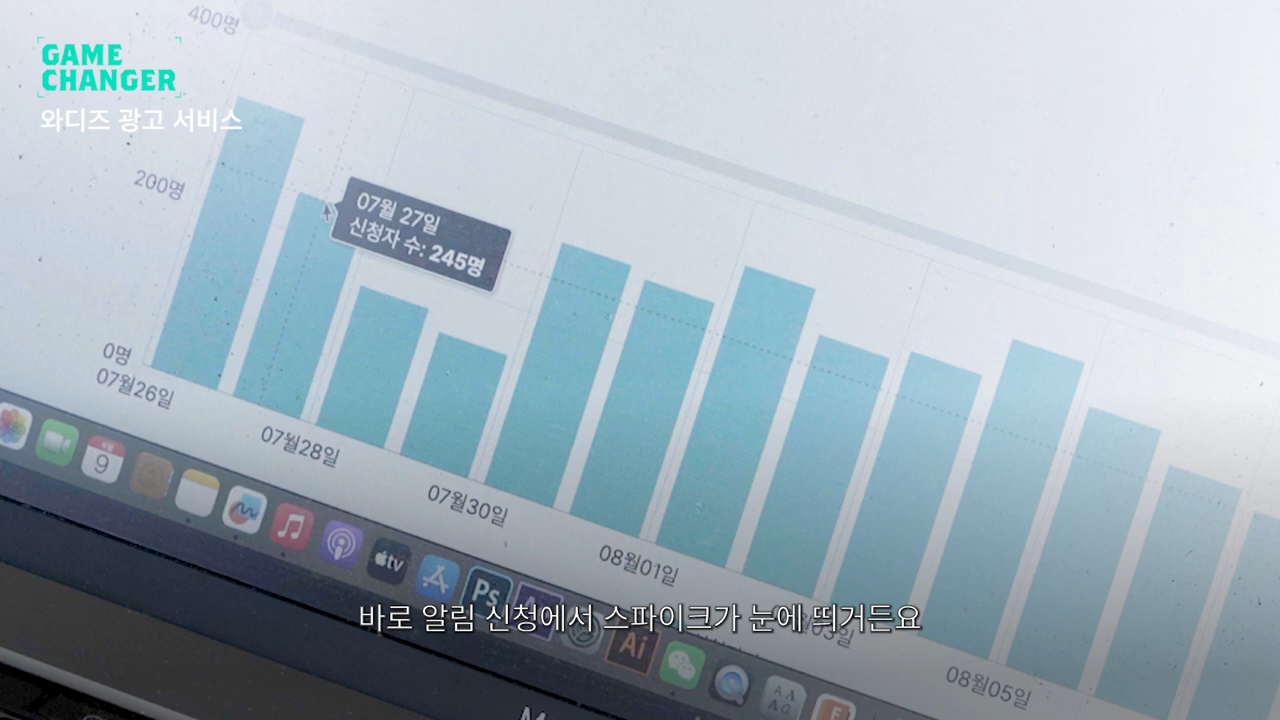 400명
GAME
CHANGER
와디즈 광고 서비스
200명
07월 27일
신청자 수: 245명
0명
07월26일
07월28일
07월30일
08월01일
08월05일
9
tv
Ps
Ai
바로 알림 신청에서 스파이크가 눈에 띄거든요